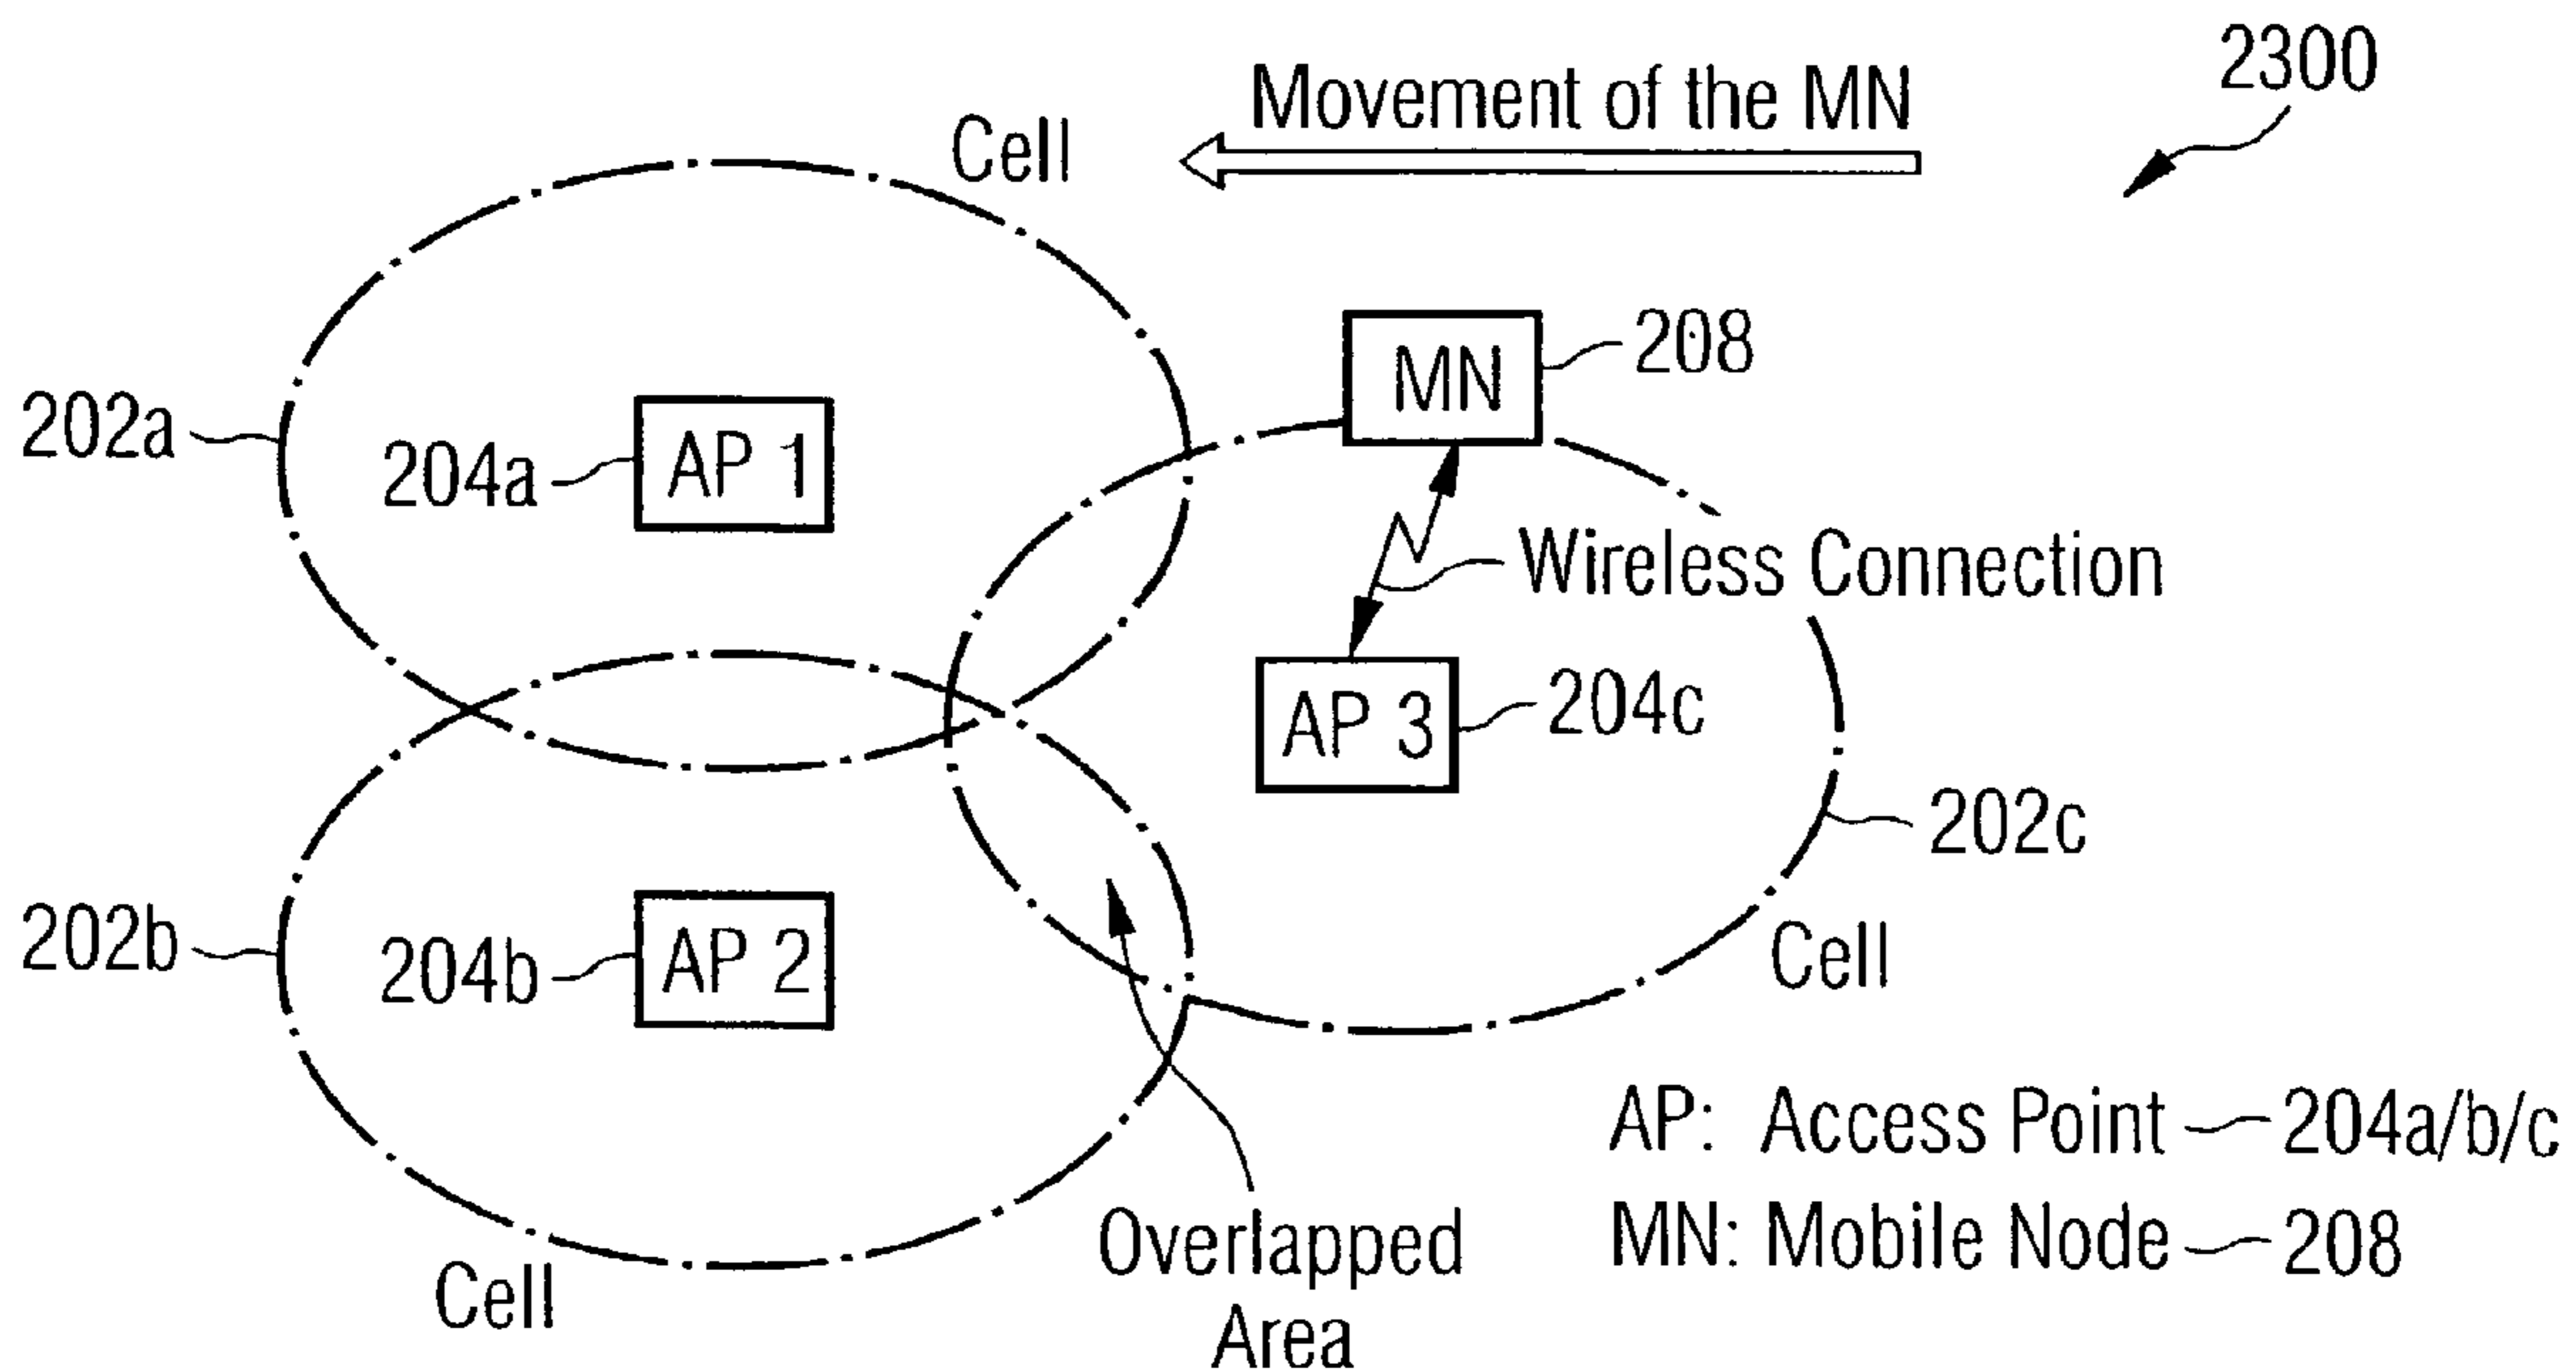 2300
Movement of the MN
Cell
MN
208
202a
204a
AP 1
Wireless Connection
AP 3
204c
202c
202b
204b
AP 2
Cell
AP: Access Point 204a/b/c
MN: Mobile Node 208
Overlapped
Area
Cell